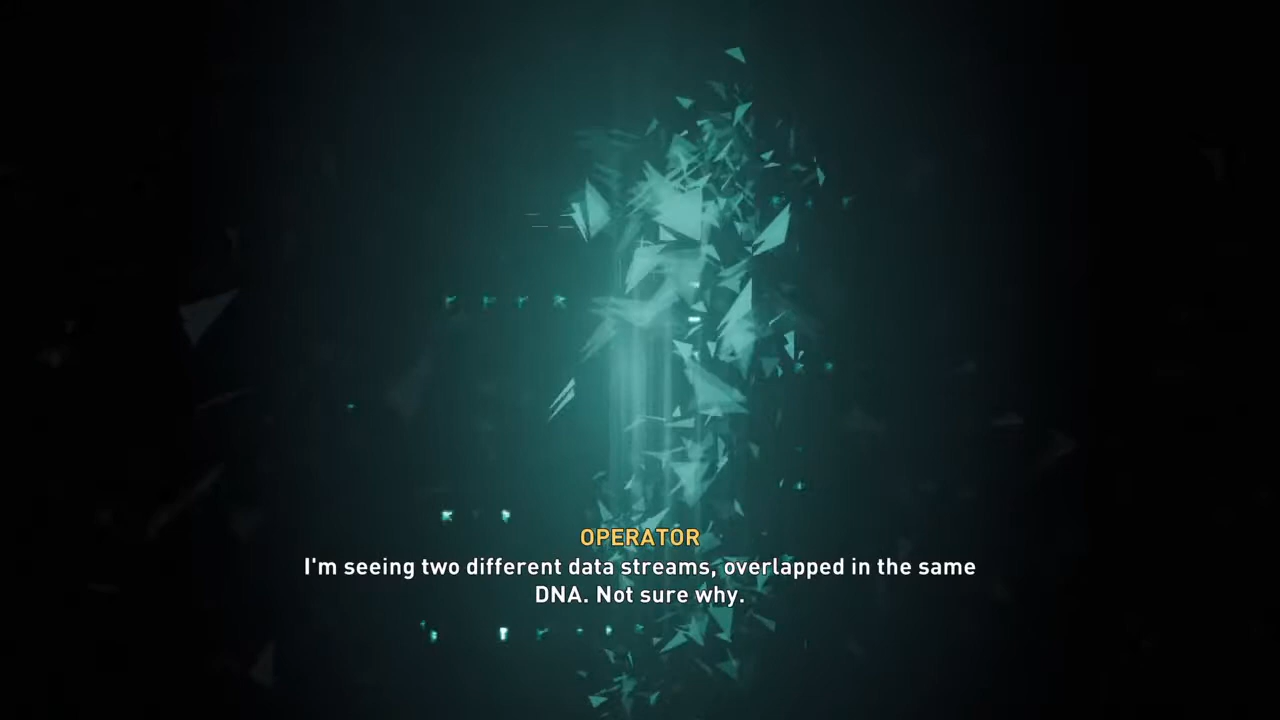 OPERATOR
I'm seeing two different data streams, overlapped in the same
DNA. Not sure why.